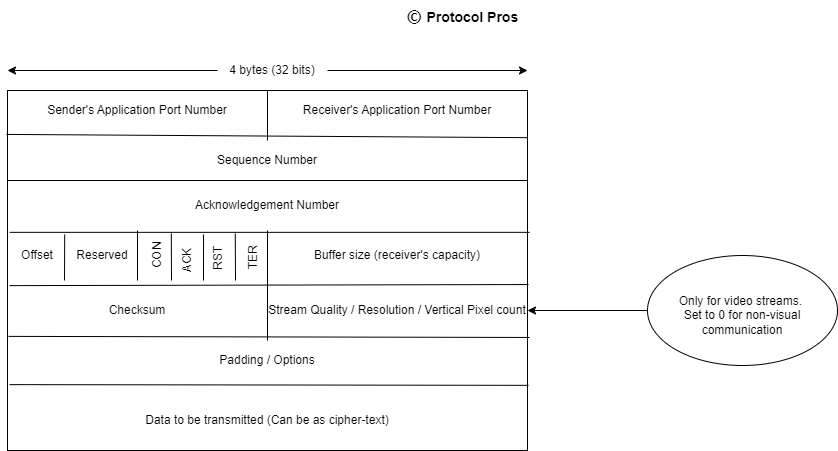 © Protocol Pros
4 bytes (32 bits)
Sender's Application Port Number
Receiver's Application Port Number
Sequence Number
Acknowledgement Number
Offset
Reserved
CON
ACK
RST
TER
Buffer size (receiver's capacity)
Checksum
Stream Quality / Resolution / Vertical Pixel count
Only for video streams.
Set to 0 for non-visual
communication
Padding / Options
Data to be transmitted (Can be as cipher-text)